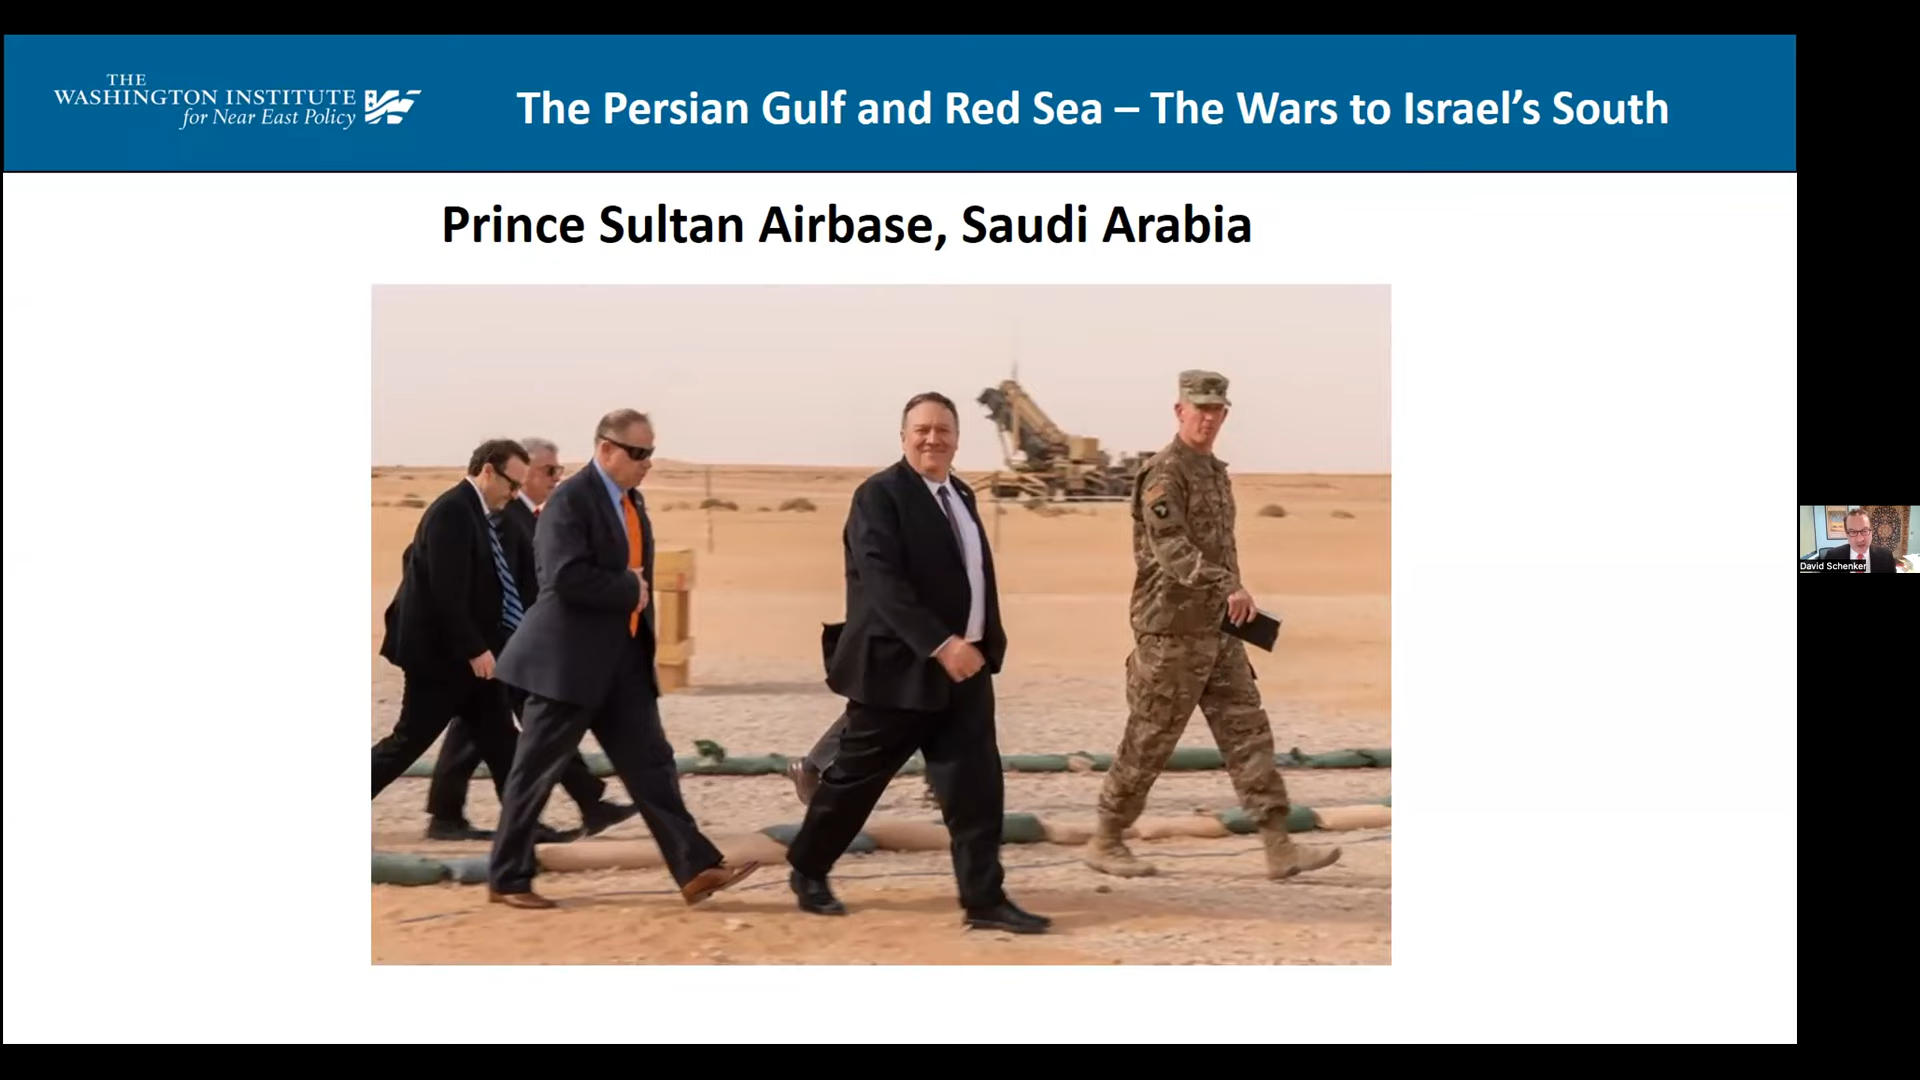 THE
WASHINGTON INSTITUTE
for Near East Policy
The Persian Gulf and Red Sea – The Wars to Israel’s South
Prince Sultan Airbase, Saudi Arabia
David Schenker